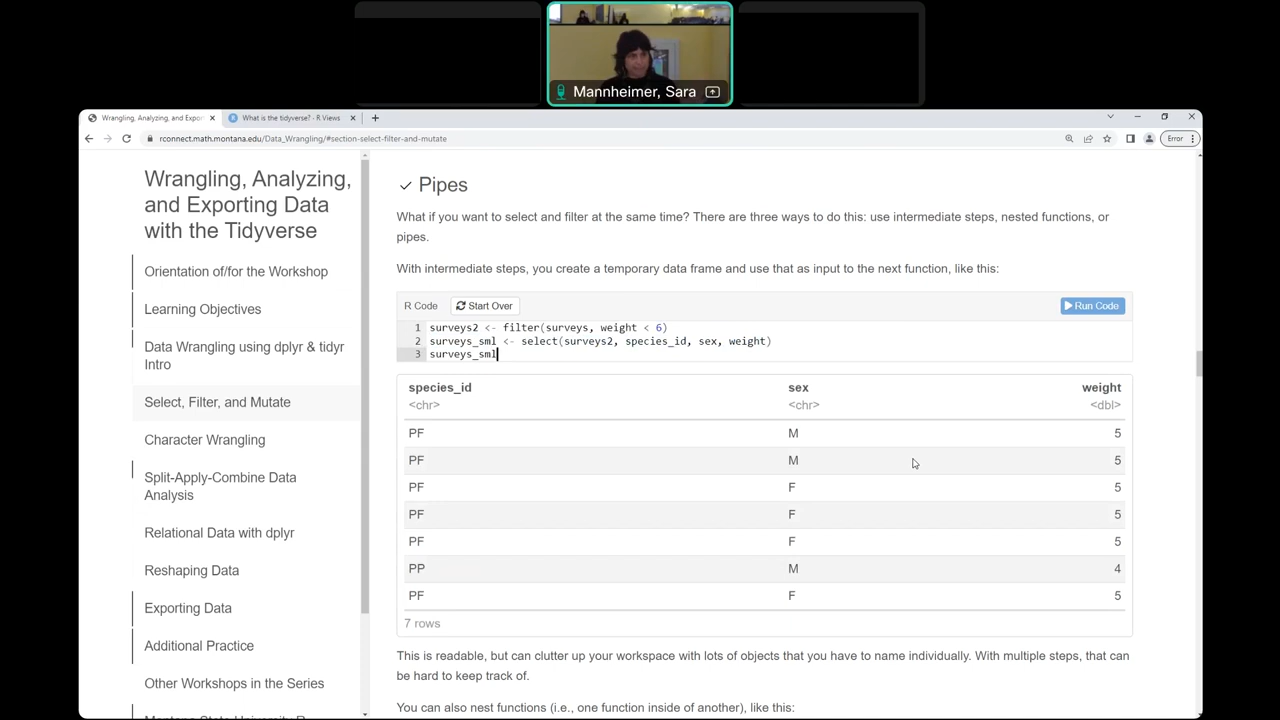 Mannheimer, Sara
Wrangling, Analyzing, and Expor
What is the tidyverse? · R Views
rconnect.math.montana.edu/Data_Wrangling/#section-select-filter-and-mutate
Error
Wrangling, Analyzing,
and Exporting Data
with the Tidyverse
Orientation of/for the Workshop
Learning Objectives
Data Wrangling using dplyr & tidyr
Intro
Select, Filter, and Mutate
Character Wrangling
Split-Apply-Combine Data
Analysis
Relational Data with dplyr
Reshaping Data
Exporting Data
Additional Practice
Other Workshops in the Series
Pipes
What if you want to select and filter at the same time? There are three ways to do this: use intermediate steps, nested functions, or
pipes.
With intermediate steps, you create a temporary data frame and use that as input to the next function, like this:
R Code Start Over Run Code
1 surveys2 <- filter(surveys, weight < 6)
2 surveys_sml <- select(surveys2, species_id, sex, weight)
3 surveys_sml
species_id sex weight
<chr> <chr> <dbl>
PF M 5
PF M 5
PF F 5
PF F 5
PF F 5
PP M 4
PF F 5
7 rows
This is readable, but can clutter up your workspace with lots of objects that you have to name individually. With multiple steps, that can
be hard to keep track of.
You can also nest functions (i.e., one function inside of another), like this: